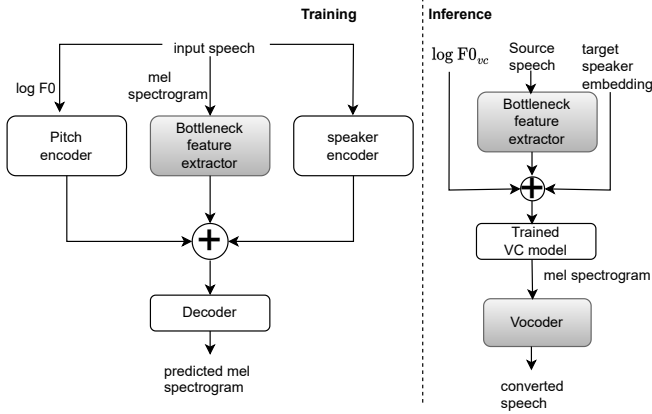 Training
input speech
log F0
mel
spectrogram
Pitch
encoder
Bottleneck
feature
extractor
speaker
encoder
+
Decoder
predicted mel
spectrogram
Inference
log F0vc
Source
speech
target
speaker
embedding
Bottleneck
feature
extractor
+
Trained
VC model
mel spectrogram
Vocoder
converted
speech